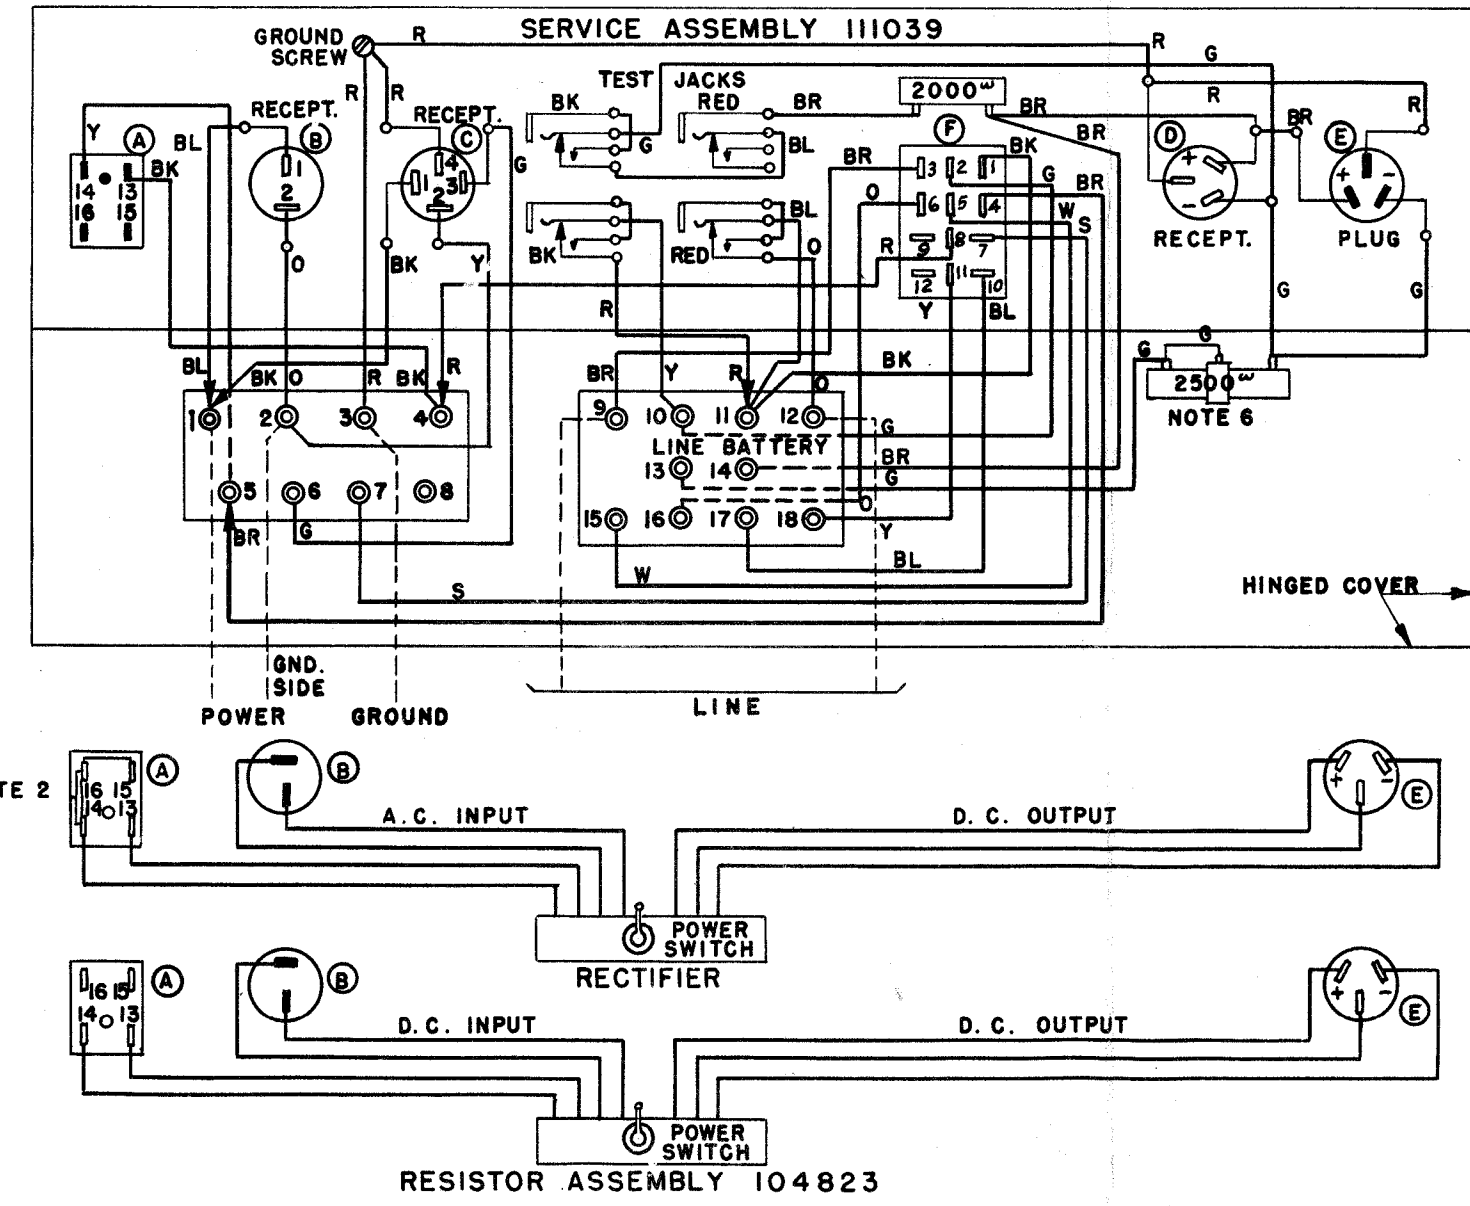 SERVICE ASSEMBLY 111039
GROUND
SCREW
R
R
G
TEST JACKS
2000ω
BK
RED
BR
BR
BR
R
R
BR
R
R
RECEPT.
B
RECEPT.
C
Y
A
BL
BK
14 13
16 15
1
2
4
1 3
2
G
G
BL
F
BR
BK
G
BR
D
+
-
E
+ -
3 2 1
6 5 4
9 8 7
12 11 10
O
W
S
BL
BK
RED
O
R
O
BK
Y
RECEPT.
PLUG
Y
BL
G
G
R
BL
BK
O
R
BK
R
BR
Y
R
O
BK
G
G
2500ω
NOTE 6
1 2 3 4
9 10 11 12
G
LINE BATTERY
BR
13 14
G
5 6 7 8
O
15 16 17 18
Y
BR
G
BL
W
S
HINGED COVER
GND.
SIDE
POWER
GROUND
LINE
TE 2
A
16 15
14 13
B
A.C. INPUT
D.C. OUTPUT
+ -
E
POWER
SWITCH
RECTIFIER
A
16 15
14 13
B
D.C. INPUT
D.C. OUTPUT
+ -
E
POWER
SWITCH
RESISTOR ASSEMBLY 104823